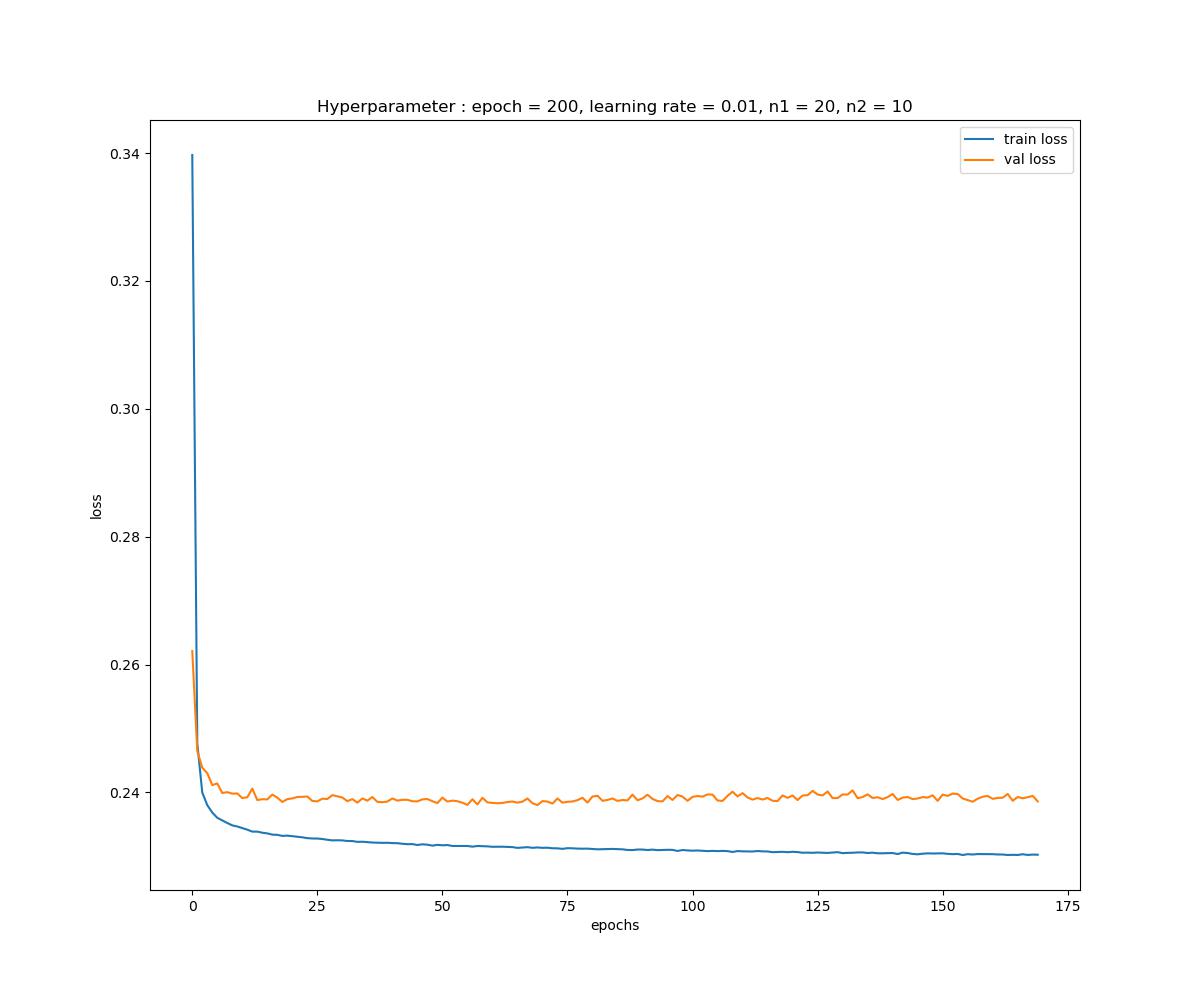 Hyperparameter : epoch = 200, learning rate = 0.01, n1 = 20, n2 = 10
train loss
val loss
0.34
0.32
0.30
0.28
0.26
0.24
loss
0 25 50 75 100 125 150 175
epochs